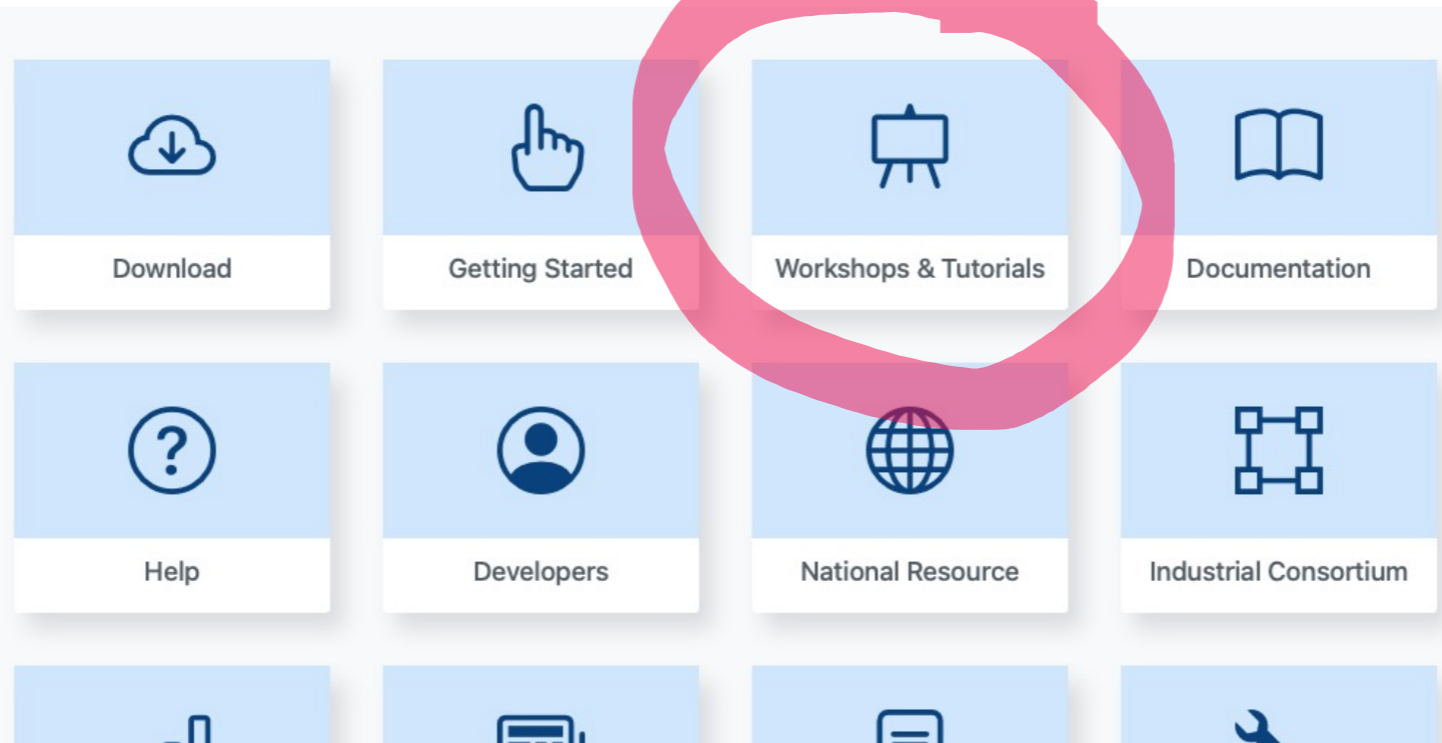 Download
Getting Started
Workshops & Tutorials
Documentation
Help
Developers
National Resource
Industrial Consortium